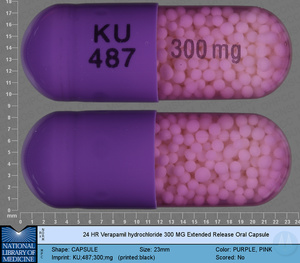 KU
487
300 mg
mm
NATIONAL
LIBRARY OF
MEDICINE
24 HR Verapamil hydrochloride 300 MG Extended Release Oral Capsule
Shape: CAPSULE Size: 23mm Color: PURPLE, PINK
Imprint: KU;487;300;mg (printed:black) Scored: No